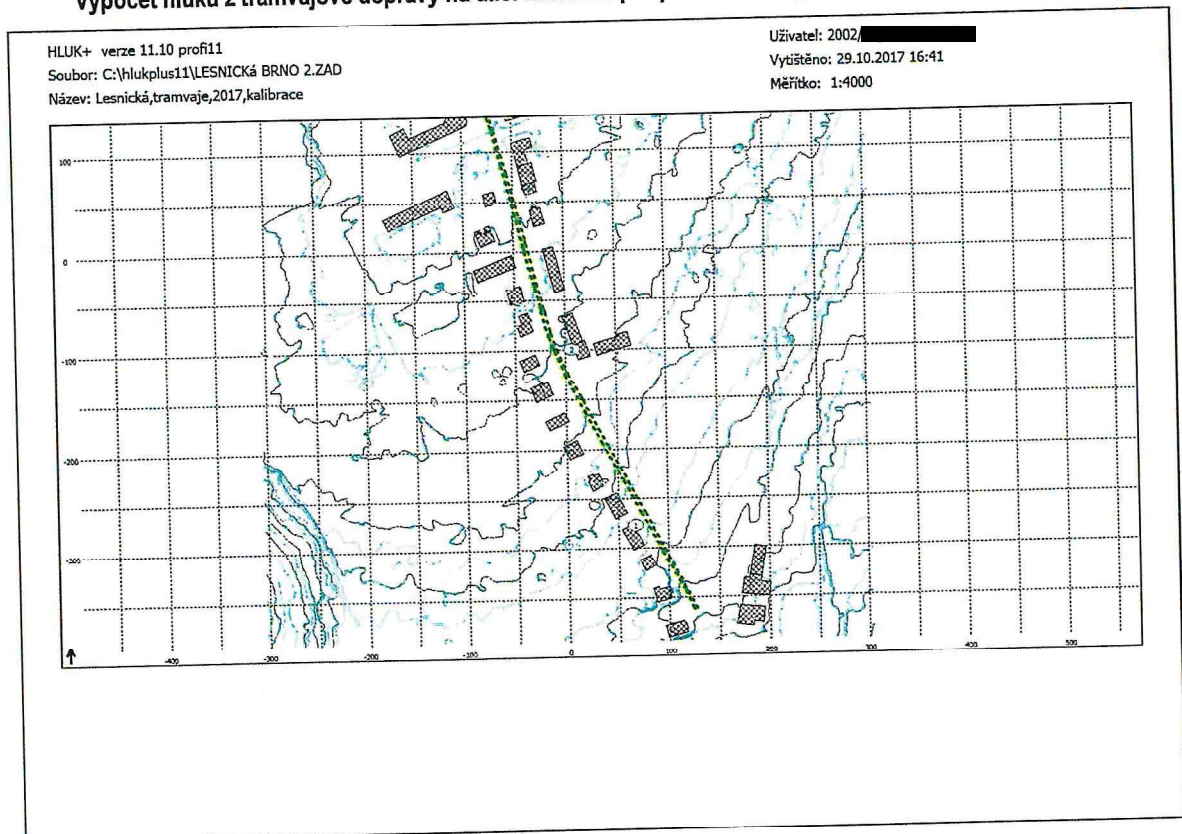 HLUK+ verze 11.10 profi11
Soubor: C:\hlukplus11\LESNICKá BRNO 2.ZAD
Název: Lesnická,tramvaje,2017,kalibrace
Uživatel: 2002/
Vytištěno: 29.10.2017 16:41
Měřítko: 1:4000
100
0
-100
-200
-300
-400
-300
-200
-100
0
100
200
300
400
500